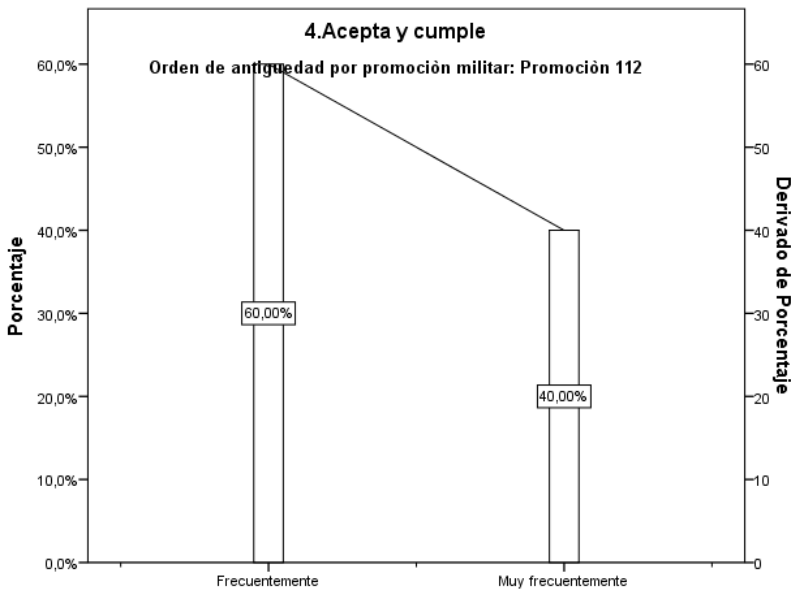 4.Acepta y cumple
Orden de antigüedad por promoción militar: Promoción 112
Porcentaje
60,0%
50,0%
40,0%
30,0%
20,0%
10,0%
0,0%
60,00%
40,00%
Frecuentemente
Muy frecuentemente
60
50
40
30
20
10
0
Derivado de Porcentaje